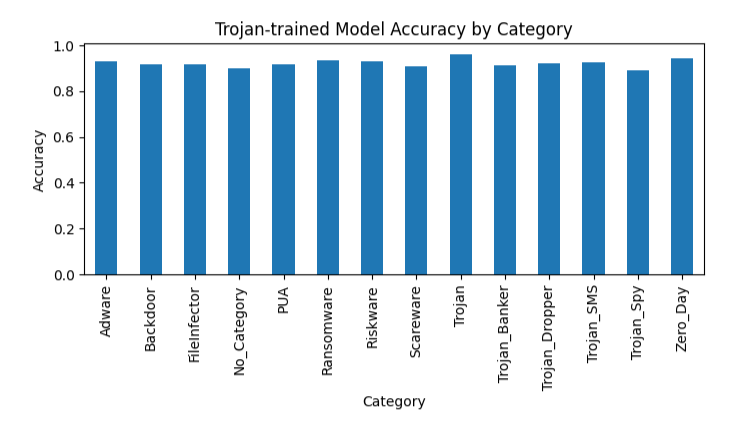 Trojan-trained Model Accuracy by Category
1.0
0.8
0.6
0.4
0.2
0.0
Accuracy
Adware
Backdoor
FileInfector
No_Category
PUA
Ransomware
Riskware
Scareware
Trojan
Trojan_Banker
Trojan_Dropper
Trojan_SMS
Trojan_Spy
Zero_Day
Category